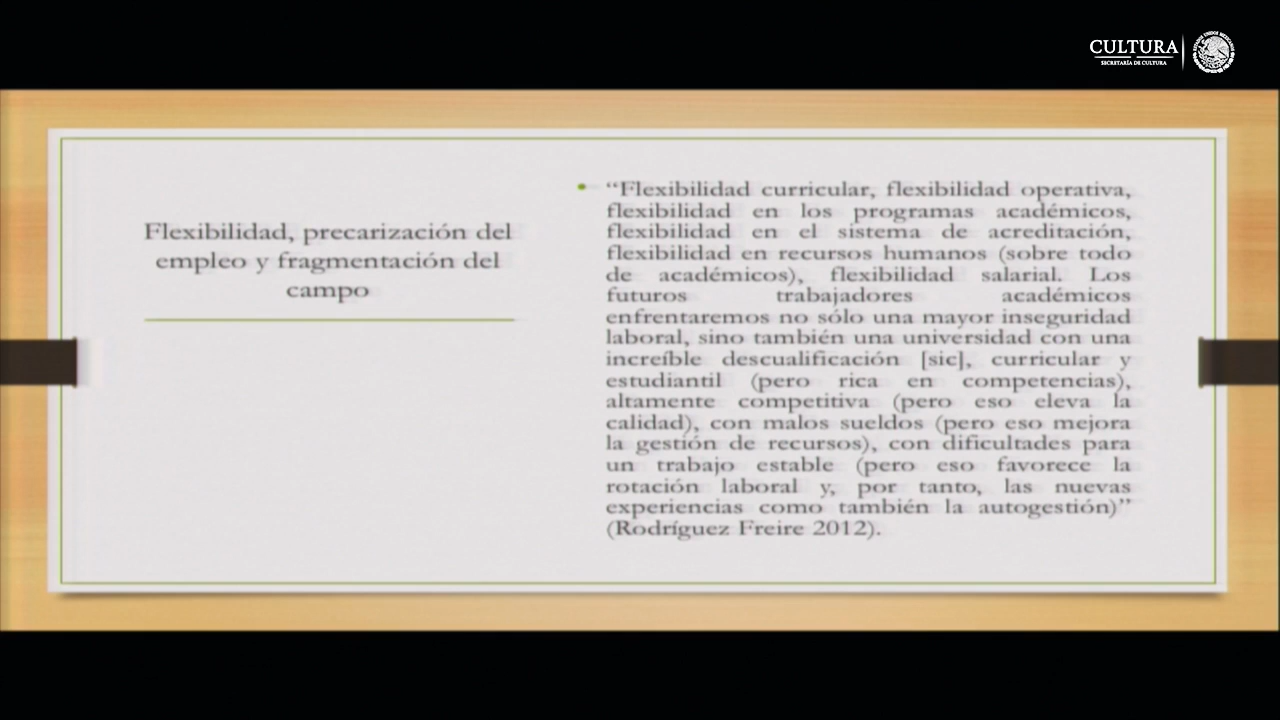 CULTURA
SECRETARÍA DE CULTURA
ESTADOS UNIDOS MEXICANOS
Flexibilidad, precarización del
empleo y fragmentación del
campo
• “Flexibilidad curricular, flexibilidad operativa,
flexibilidad en los programas académicos,
flexibilidad en el sistema de acreditación,
flexibilidad en recursos humanos (sobre todo
de académicos), flexibilidad salarial. Los
futuros trabajadores académicos
enfrentaremos no sólo una mayor inseguridad
laboral, sino también una universidad con una
increíble descualificación [sic], curricular y
estudiantil (pero rica en competencias),
altamente competitiva (pero eso eleva la
calidad), con malos sueldos (pero eso mejora
la gestión de recursos), con dificultades para
un trabajo estable (pero eso favorece la
rotación laboral y, por tanto, las nuevas
experiencias como también la autogestión)”
(Rodríguez Freire 2012).